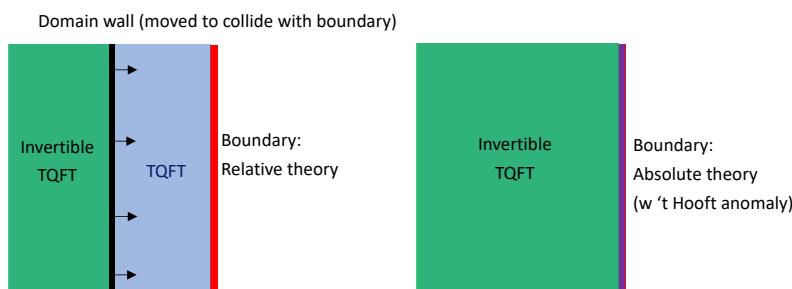 Domain wall (moved to collide with boundary)
Invertible
TQFT
TQFT
Boundary:
Relative theory
Invertible
TQFT
Boundary:
Absolute theory
(w ‘t Hooft anomaly)